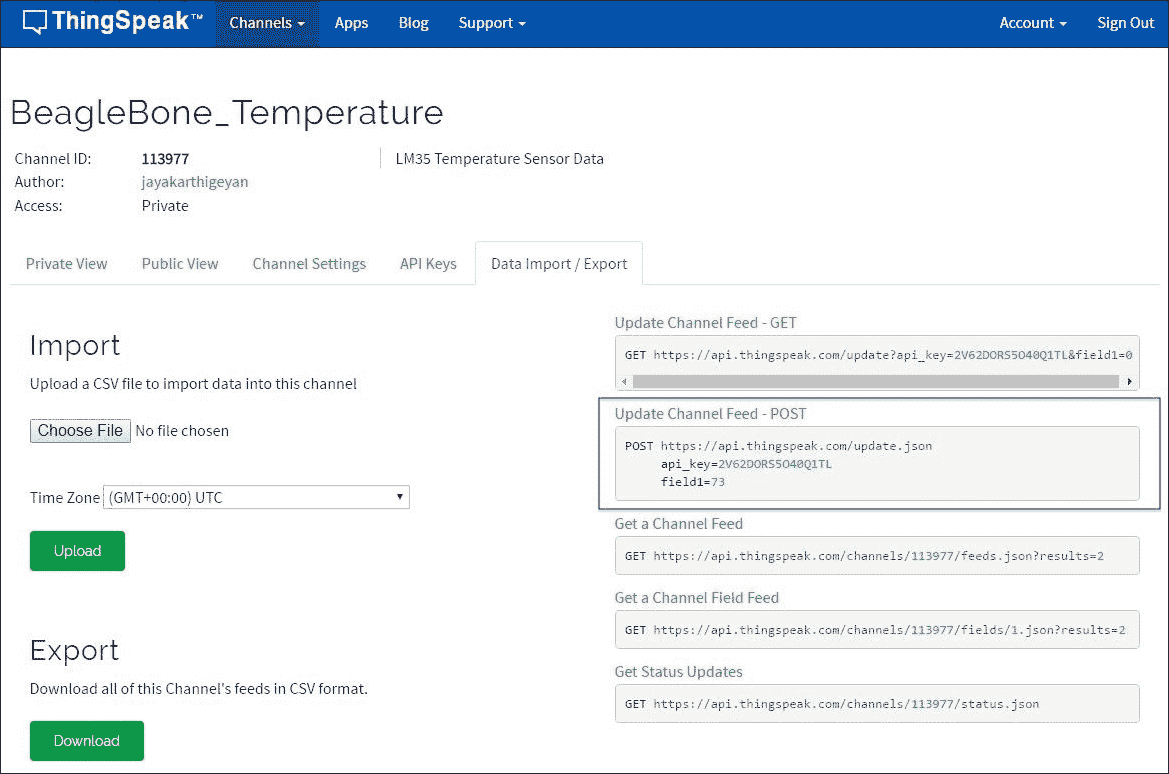 ThingSpeak™ Channels Apps Blog Support Account Sign Out
BeagleBone_Temperature
Channel ID: 113977 LM35 Temperature Sensor Data
Author: jayakarthigeyan
Access: Private
Private View Public View Channel Settings API Keys Data Import / Export
Import
Upload a CSV file to import data into this channel
Choose File No file chosen
Time Zone (GMT+00:00) UTC
Upload
Export
Download all of this Channel's feeds in CSV format.
Download
Update Channel Feed - GET
GET https://api.thingspeak.com/update?api_key=2V62DORS5O40Q1TL&field1=0
Update Channel Feed - POST
POST https://api.thingspeak.com/update.json
api_key=2V62DORS5O40Q1TL
field1=73
Get a Channel Feed
GET https://api.thingspeak.com/channels/113977/feeds.json?results=2
Get a Channel Field Feed
GET https://api.thingspeak.com/channels/113977/fields/1.json?results=2
Get Status Updates
GET https://api.thingspeak.com/channels/113977/status.json